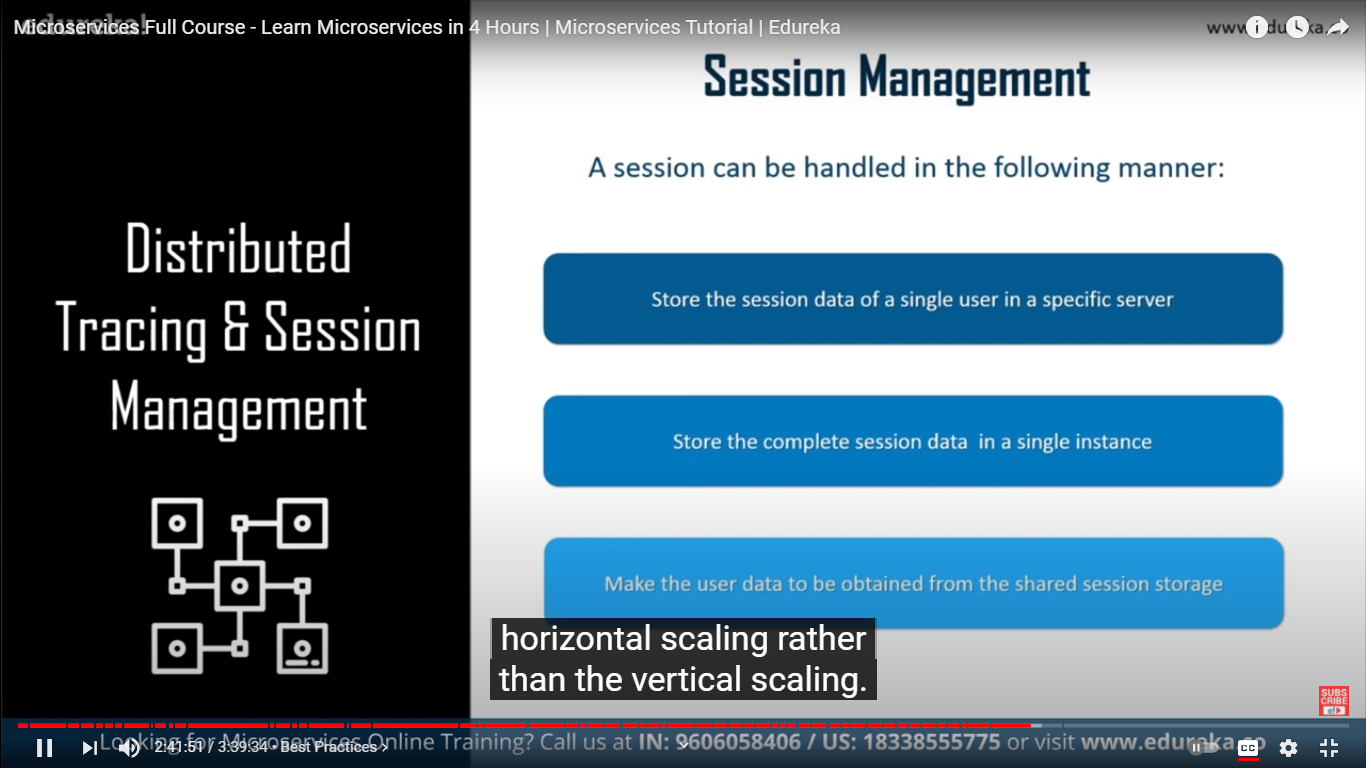 Microservices Full Course - Learn Microservices in 4 Hours | Microservices Tutorial | Edureka
Session Management
A session can be handled in the following manner:
Distributed
Tracing & Session
Management
Store the session data of a single user in a specific server
Store the complete session data in a single instance
Make the user data to be obtained from the shared session storage
horizontal scaling rather
than the vertical scaling.
SUBS
CRIBE
Looking for Microservices Online Training? Call us at IN: 9606058406 / US: 18338555775 or visit www.edureka.co
2:41:51 / 3:39:34 • Best Practices
CC